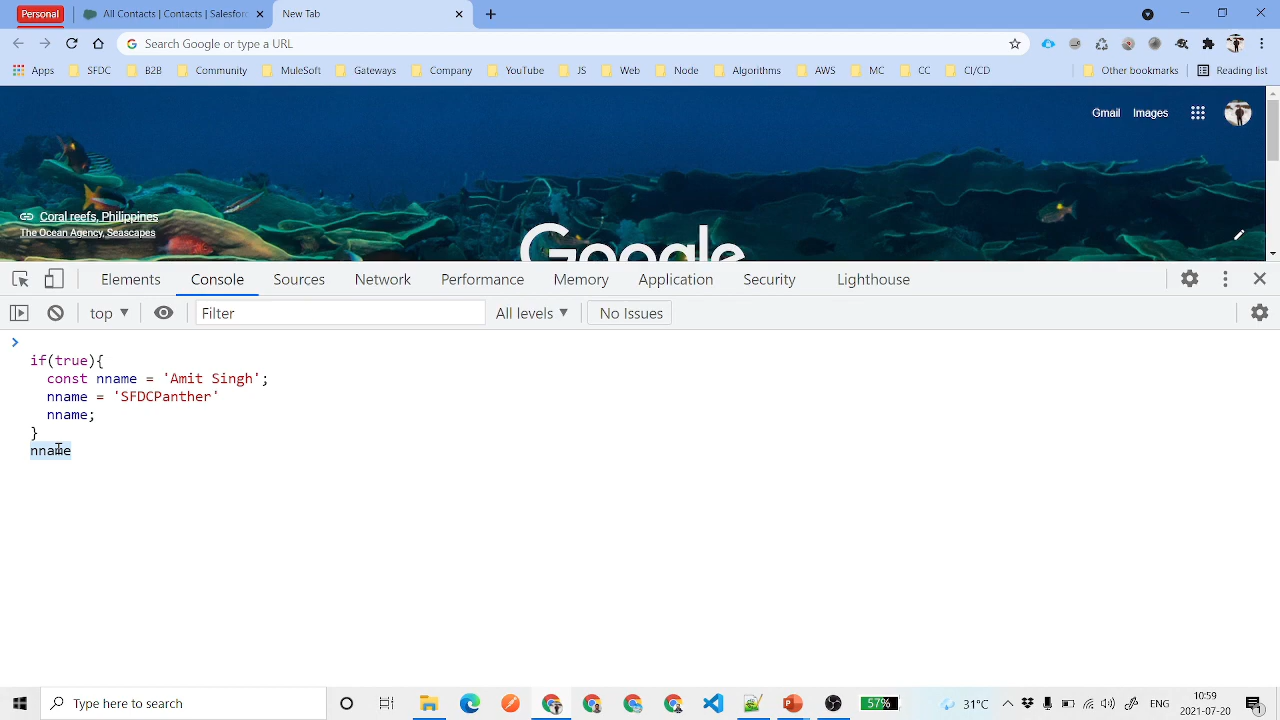 Personal
All Contacts | Contacts | Salesfor
New Tab
Search Google or type a URL
Apps
SFDC
B2B
Community
MuleSoft
Gateways
Company
YouTube
JS
Web
Node
Algorithms
AWS
MC
CC
CI/CD
Other bookmarks
Reading list
Gmail
Images
Coral reefs, Philippines
The Ocean Agency, Seascapes
Google
Elements
Console
Sources
Network
Performance
Memory
Application
Security
Lighthouse
top
Filter
All levels
No Issues
if(true){
const nname = 'Amit Singh';
nname = 'SFDCPanther'
nname;
}
nname
Type here to search
57%
31°C
ENG
10:59
2021-07-20